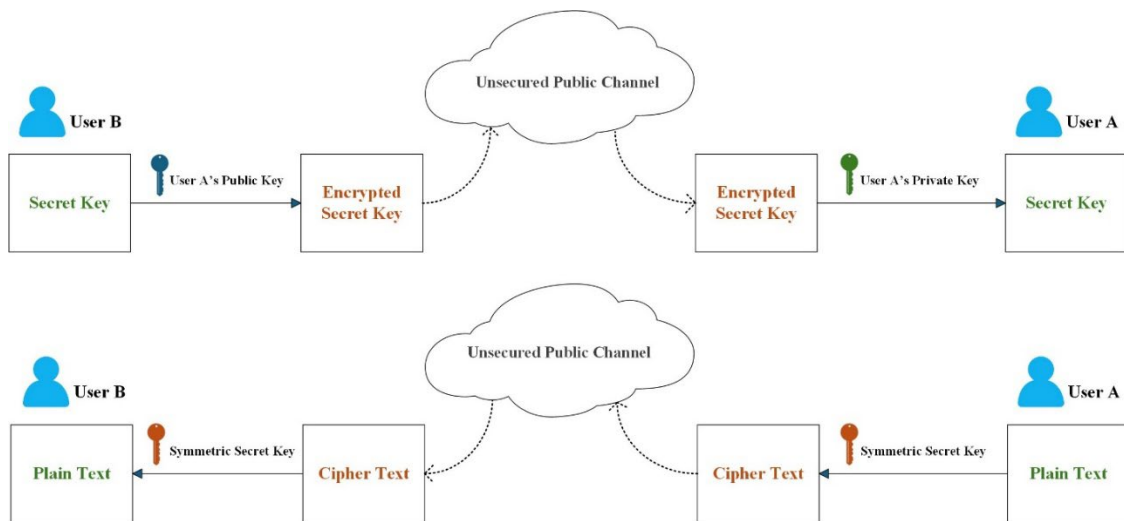 Unsecured Public Channel
User B
User A
User A's Public Key
User A's Private Key
Secret Key
Encrypted
Secret Key
Encrypted
Secret Key
Secret Key
Unsecured Public Channel
User B
User A
Symmetric Secret Key
Symmetric Secret Key
Plain Text
Cipher Text
Cipher Text
Plain Text